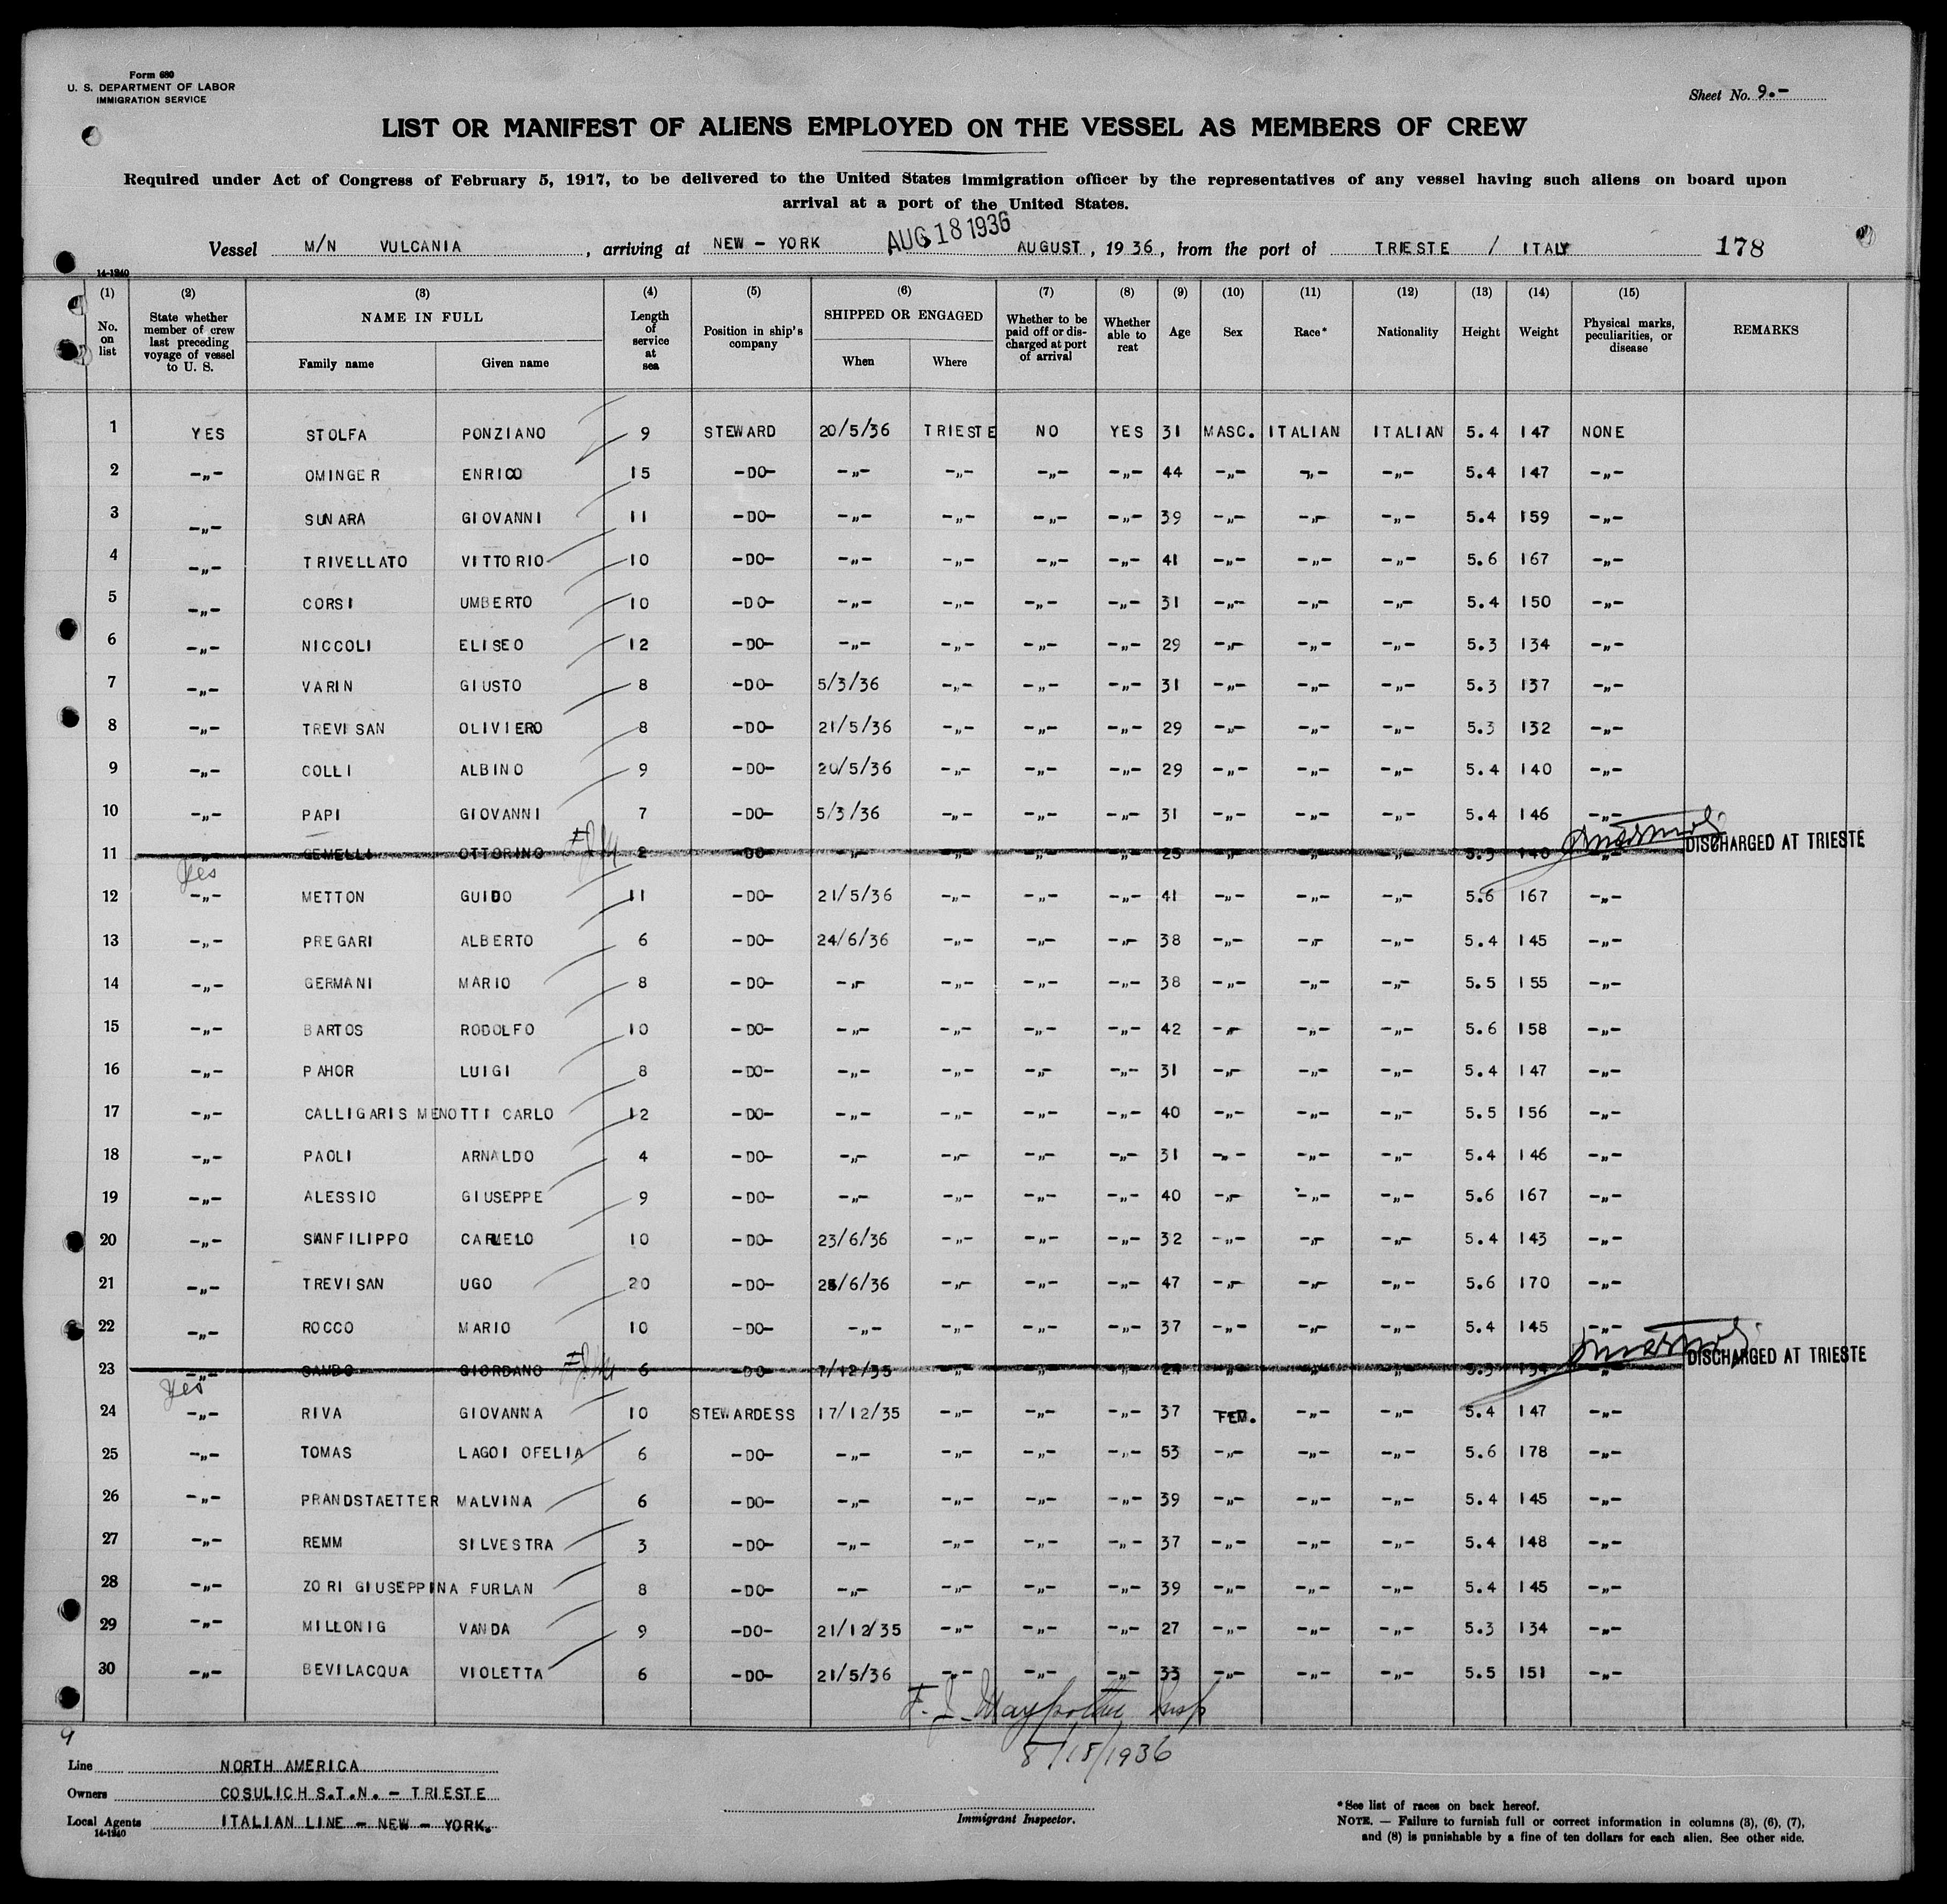 Form 680
U. S. DEPARTMENT OF LABOR
IMMIGRATION SERVICE
Sheet No. 9.-
LIST OR MANIFEST OF ALIENS EMPLOYED ON THE VESSEL AS MEMBERS OF CREW
Required under Act of Congress of February 5, 1917, to be delivered to the United States immigration officer by the representatives of any vessel having such aliens on board upon
arrival at a port of the United States.
Vessel M/N VULCANIA, arriving at NEW - YORK AUG 18 1936 AUGUST, 1936, from the port of TRIESTE / ITALY 178
14-1240
(1) (2) (3) (4) (5) (6) (7) (8) (9) (10) (11) (12) (13) (14) (15)
No. on list State whether member of crew last preceding voyage of vessel to U. S. NAME IN FULL Family name Given name Length of service at sea Position in ship's company SHIPPED OR ENGAGED When Where Whether to be paid off or discharged at port of arrival Whether able to reat Age Sex Race* Nationality Height Weight Physical marks, peculiarities, or disease REMARKS
1 YES STOLFA PONZIANO 9 STEWARD 20/5/36 TRIESTE NO YES 31 MASC. ITALIAN ITALIAN 5.4 147 NONE
2 -„- OMINGER ENRICO 15 -DO- -„- -„- -„- -„- 44 -„- -„- -„- 5.4 147 -„-
3 -„- SUNARA GIOVANNI 11 -DO- -„- -„- -„- -„- 39 -„- -„- -„- 5.4 159 -„-
4 -„- TRIVELLATO VITTORIO 10 -DO- -„- -„- -„- -„- 41 -„- -„- -„- 5.6 167 -„-
5 -„- CORSI UMBERTO 10 -DO- -„- -„- -„- -„- 31 -„- -„- -„- 5.4 150 -„-
6 -„- NICCOLI ELISEO 12 -DO- -„- -„- -„- -„- 29 -„- -„- -„- 5.3 134 -„-
7 -„- VARIN GIUSTO 8 -DO- 5/3/36 -„- -„- -„- 31 -„- -„- -„- 5.3 137 -„-
8 -„- TREVISAN OLIVIERO 8 -DO- 21/5/36 -„- -„- -„- 29 -„- -„- -„- 5.3 132 -„-
9 -„- COLLI ALBINO 9 -DO- 20/5/36 -„- -„- -„- 29 -„- -„- -„- 5.4 140 -„-
10 -„- PAPI GIOVANNI 7 -DO- 5/3/36 -„- -„- -„- 31 -„- -„- -„- 5.4 146 -„-
11 -„- GEMELLI OTTORINO 2 -DO- -„- -„- -„- -„- 25 -„- -„- -„- 5.3 140 -„- DISCHARGED AT TRIESTE
yes
12 -„- METTON GUIDO 11 -DO- 21/5/36 -„- -„- -„- 41 -„- -„- -„- 5.6 167 -„-
13 -„- PREGARI ALBERTO 6 -DO- 24/6/36 -„- -„- -„- 38 -„- -„- -„- 5.4 145 -„-
14 -„- GERMANI MARIO 8 -DO- -„- -„- -„- -„- 38 -„- -„- -„- 5.5 155 -„-
15 -„- BARTOS RODOLFO 10 -DO- -„- -„- -„- -„- 42 -„- -„- -„- 5.6 158 -„-
16 -„- PAHOR LUIGI 8 -DO- -„- -„- -„- -„- 31 -„- -„- -„- 5.4 147 -„-
17 -„- CALLIGARIS MENOTTI CARLO 12 -DO- -„- -„- -„- -„- 40 -„- -„- -„- 5.5 156 -„-
18 -„- PAOLI ARNALDO 4 -DO- -„- -„- -„- -„- 31 -„- -„- -„- 5.4 146 -„-
19 -„- ALESSIO GIUSEPPE 9 -DO- -„- -„- -„- -„- 40 -„- -„- -„- 5.6 167 -„-
20 -„- SANFILIPPO CARMELO 10 -DO- 23/6/36 -„- -„- -„- 32 -„- -„- -„- 5.4 143 -„-
21 -„- TREVISAN UGO 20 -DO- 25/6/36 -„- -„- -„- 47 -„- -„- -„- 5.6 170 -„-
22 -„- ROCCO MARIO 10 -DO- -„- -„- -„- -„- 37 -„- -„- -„- 5.4 145 -„-
23 -„- SAMBO GIORDANO 6 -DO- 7/12/35 -„- -„- -„- 24 -„- -„- -„- 5.3 134 -„- DISCHARGED AT TRIESTE
yes
24 -„- RIVA GIOVANNA 10 STEWARDESS 17/12/35 -„- -„- -„- 37 FEM. -„- -„- 5.4 147 -„-
25 -„- TOMAS LAGOI OFELIA 6 -DO- -„- -„- -„- -„- 53 -„- -„- -„- 5.6 178 -„-
26 -„- PRANDSTAETTER MALVINA 6 -DO- -„- -„- -„- -„- 39 -„- -„- -„- 5.4 145 -„-
27 -„- REMM SILVESTRA 3 -DO- -„- -„- -„- -„- 37 -„- -„- -„- 5.4 148 -„-
28 -„- ZORI GIUSEPPINA FURLAN 8 -DO- -„- -„- -„- -„- 39 -„- -„- -„- 5.4 145 -„-
29 -„- MILLONIG VANDA 9 -DO- 21/12/35 -„- -„- -„- 27 -„- -„- -„- 5.3 134 -„-
30 -„- BEVILACQUA VIOLETTA 6 -DO- 21/5/36 -„- -„- -„- 33 -„- -„- -„- 5.5 151 -„-
F. J. Insp
8/18/1936
9
Line NORTH AMERICA
Owners COSULICH S.T.N. - TRIESTE
Local Agents ITALIAN LINE - NEW - YORK.
14-1240
Immigrant Inspector.
*See list of races on back hereof.
NOTE. — Failure to furnish full or correct information in columns (3), (6), (7),
and (8) is punishable by a fine of ten dollars for each alien. See other side.